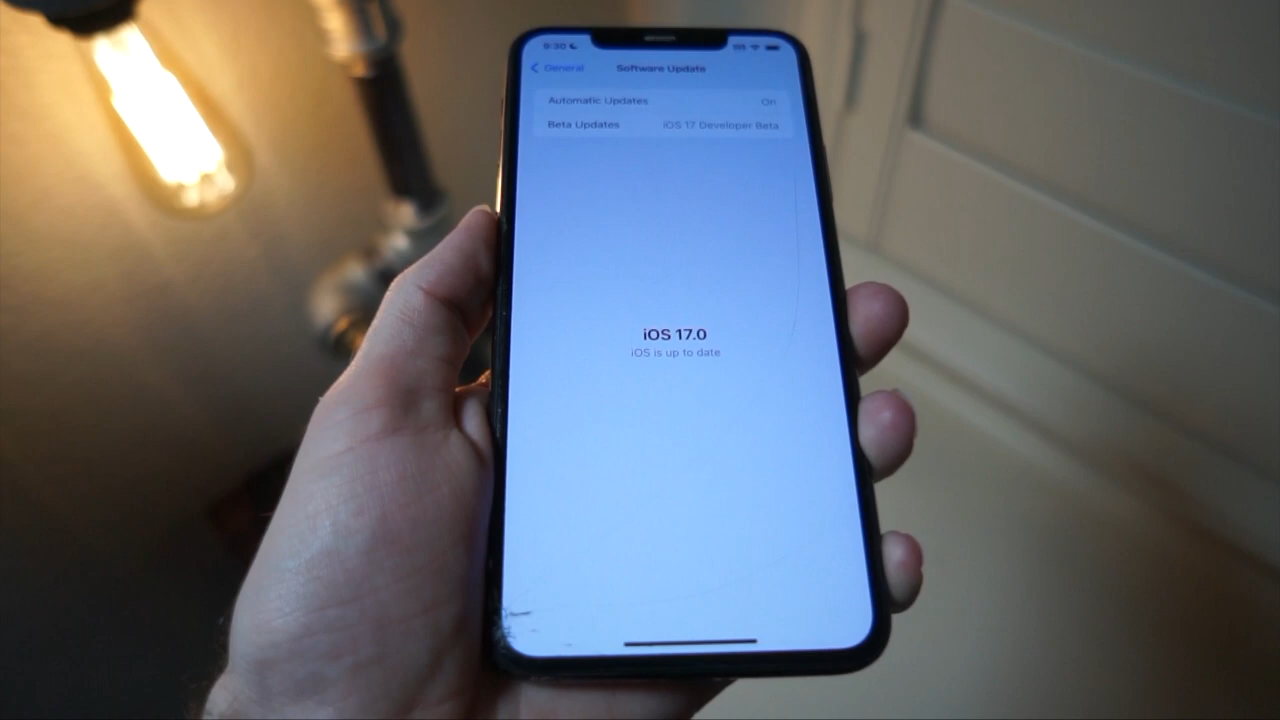 9:30
General
Software Update
Automatic Updates On
Beta Updates iOS 17 Developer Beta
iOS 17.0
iOS is up to date